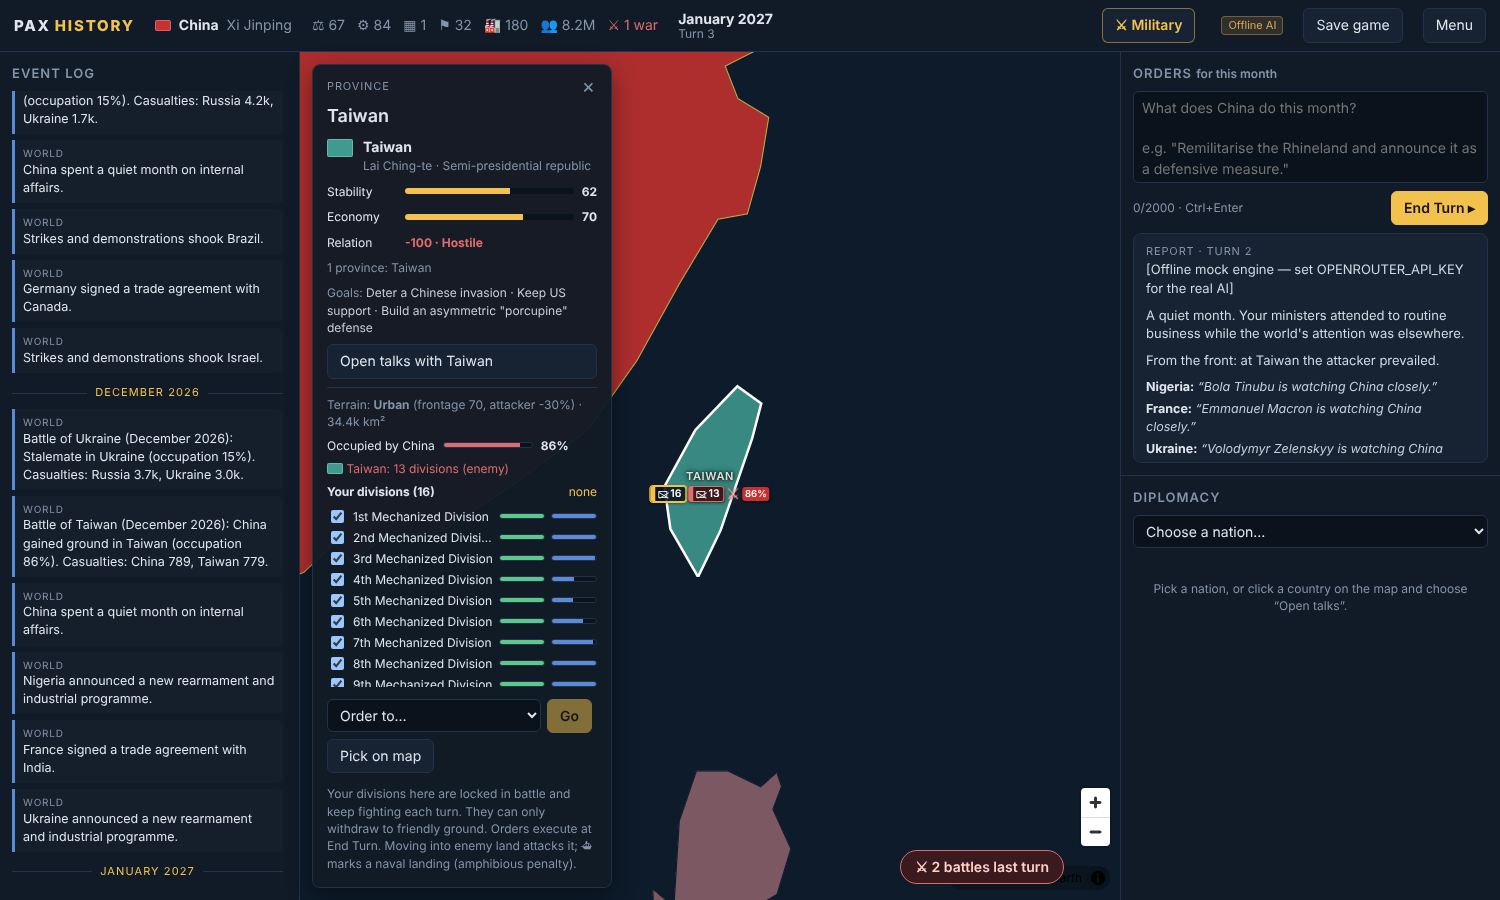 PAX HISTORY
China Xi Jinping
67 84 1 32 180 8.2M 1 war
January 2027
Turn 3
Military
Offline AI
Save game
Menu
EVENT LOG
(occupation 15%). Casualties: Russia 4.2k,
Ukraine 1.7k.
WORLD
China spent a quiet month on internal
affairs.
WORLD
Strikes and demonstrations shook Brazil.
WORLD
Germany signed a trade agreement with
Canada.
WORLD
Strikes and demonstrations shook Israel.
DECEMBER 2026
WORLD
Battle of Ukraine (December 2026):
Stalemate in Ukraine (occupation 15%).
Casualties: Russia 3.7k, Ukraine 3.0k.
WORLD
Battle of Taiwan (December 2026): China
gained ground in Taiwan (occupation
86%). Casualties: China 789, Taiwan 779.
WORLD
China spent a quiet month on internal
affairs.
WORLD
Nigeria announced a new rearmament and
industrial programme.
WORLD
France signed a trade agreement with
India.
WORLD
Ukraine announced a new rearmament
and industrial programme.
JANUARY 2027
PROVINCE
Taiwan
Taiwan
Lai Ching-te · Semi-presidential republic
Stability 62
Economy 70
Relation -100 · Hostile
1 province: Taiwan
Goals: Deter a Chinese invasion · Keep US
support · Build an asymmetric "porcupine"
defense
Open talks with Taiwan
Terrain: Urban (frontage 70, attacker -30%) ·
34.4k km²
Occupied by China 86%
Taiwan: 13 divisions (enemy)
Your divisions (16) none
1st Mechanized Division
2nd Mechanized Divisi...
3rd Mechanized Division
4th Mechanized Division
5th Mechanized Division
6th Mechanized Division
7th Mechanized Division
8th Mechanized Division
9th Mechanized Division
Order to...
Go
Pick on map
Your divisions here are locked in battle and
keep fighting each turn. They can only
withdraw to friendly ground. Orders execute at
End Turn. Moving into enemy land attacks it;
marks a naval landing (amphibious penalty).
TAIWAN
16 13 86%
2 battles last turn
ORDERS for this month
What does China do this month?
e.g. "Remilitarise the Rhineland and announce it as
a defensive measure."
0/2000 · Ctrl+Enter
End Turn ▸
REPORT · TURN 2
[Offline mock engine — set OPENROUTER_API_KEY
for the real AI]
A quiet month. Your ministers attended to routine
business while the world's attention was elsewhere.
From the front: at Taiwan the attacker prevailed.
Nigeria: “Bola Tinubu is watching China closely.”
France: “Emmanuel Macron is watching China
closely.”
Ukraine: “Volodymyr Zelenskyy is watching China
DIPLOMACY
Choose a nation...
Pick a nation, or click a country on the map and choose
“Open talks”.